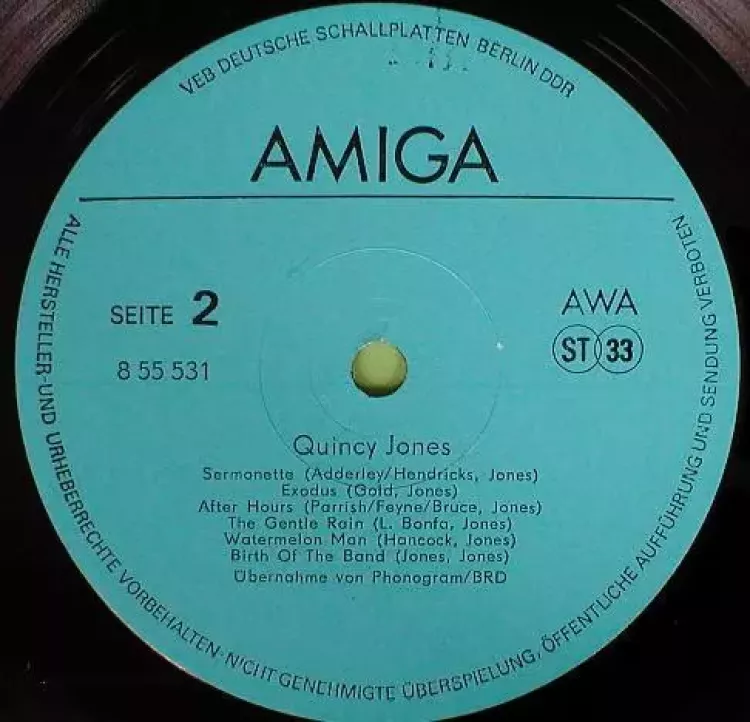 VEB DEUTSCHE SCHALLPLATTEN BERLIN DDR
AMIGA
SEITE 2
8 55 531
AWA
ST 33
Quincy Jones
Sermonette (Adderley/Hendricks, Jones)
Exodus (Gold, Jones)
After Hours (Parrish/Feyne/Bruce, Jones)
The Gentle Rain (L. Bonfa, Jones)
Watermelon Man (Hancock, Jones)
Birth Of The Band (Jones, Jones)
Übernahme von Phonogram/BRD
ALLE HERSTELLER-UND URHEBERRECHTE VORBEHALTEN-NICHT GENEHMIGTE ÜBERSPIELUNG, ÖFFENTLICHE AUFFÜHRUNG UND SENDUNG VERBOTEN